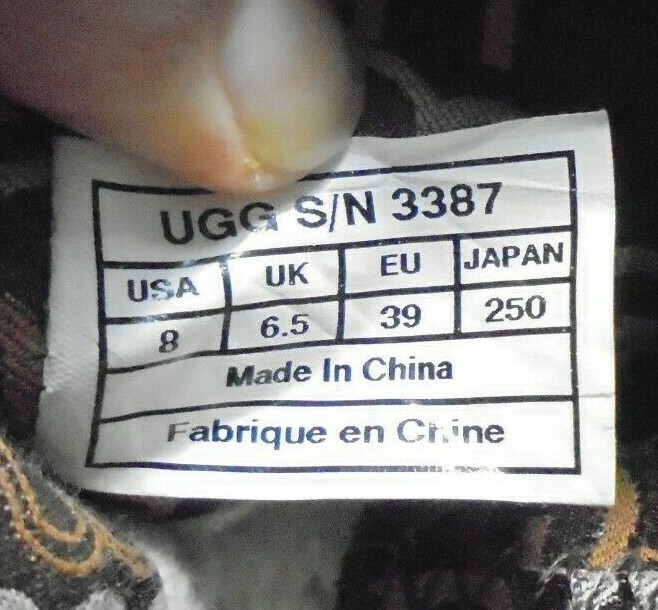 UGG S/N 3387
USA UK EU JAPAN
8 6.5 39 250
Made In China
Fabrique en Chine